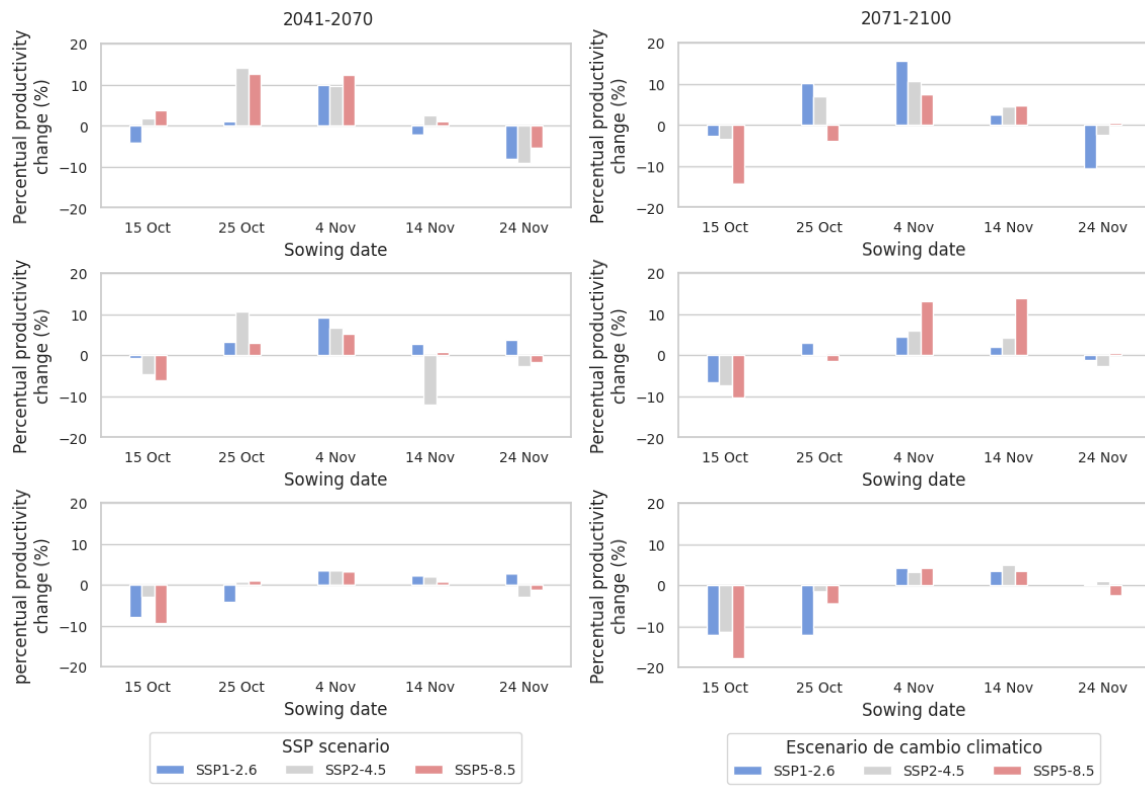 2041-2070
2071-2100
Percentual productivity
change (%)
20
10
0
−10
−20
15 Oct 25 Oct 4 Nov 14 Nov 24 Nov
Sowing date
Percentual productivity
change (%)
20
10
0
−10
−20
15 Oct 25 Oct 4 Nov 14 Nov 24 Nov
Sowing date
Percentual productivity
change (%)
20
10
0
−10
−20
15 Oct 25 Oct 4 Nov 14 Nov 24 Nov
Sowing date
Percentual productivity
change (%)
20
10
0
−10
−20
15 Oct 25 Oct 4 Nov 14 Nov 24 Nov
Sowing date
percentual productivity
change (%)
20
10
0
−10
−20
15 Oct 25 Oct 4 Nov 14 Nov 24 Nov
Sowing date
Percentual productivity
change (%)
20
10
0
−10
−20
15 Oct 25 Oct 4 Nov 14 Nov 24 Nov
Sowing date
SSP scenario
SSP1-2.6 SSP2-4.5 SSP5-8.5
Escenario de cambio climatico
SSP1-2.6 SSP2-4.5 SSP5-8.5